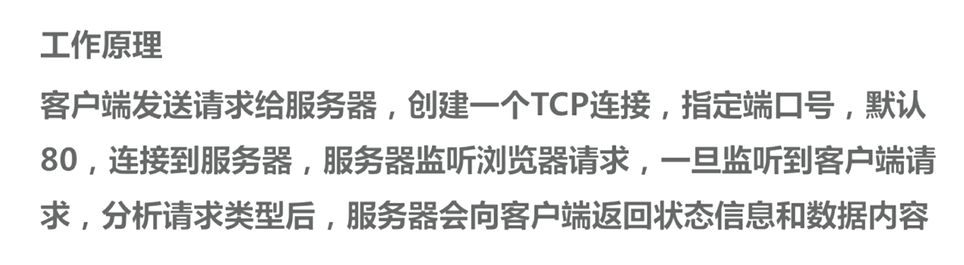 工作原理
客户端发送请求给服务器，创建一个TCP连接，指定端口号，默认
80，连接到服务器，服务器监听浏览器请求，一旦监听到客户端请
求，分析请求类型后，服务器会向客户端返回状态信息和数据内容